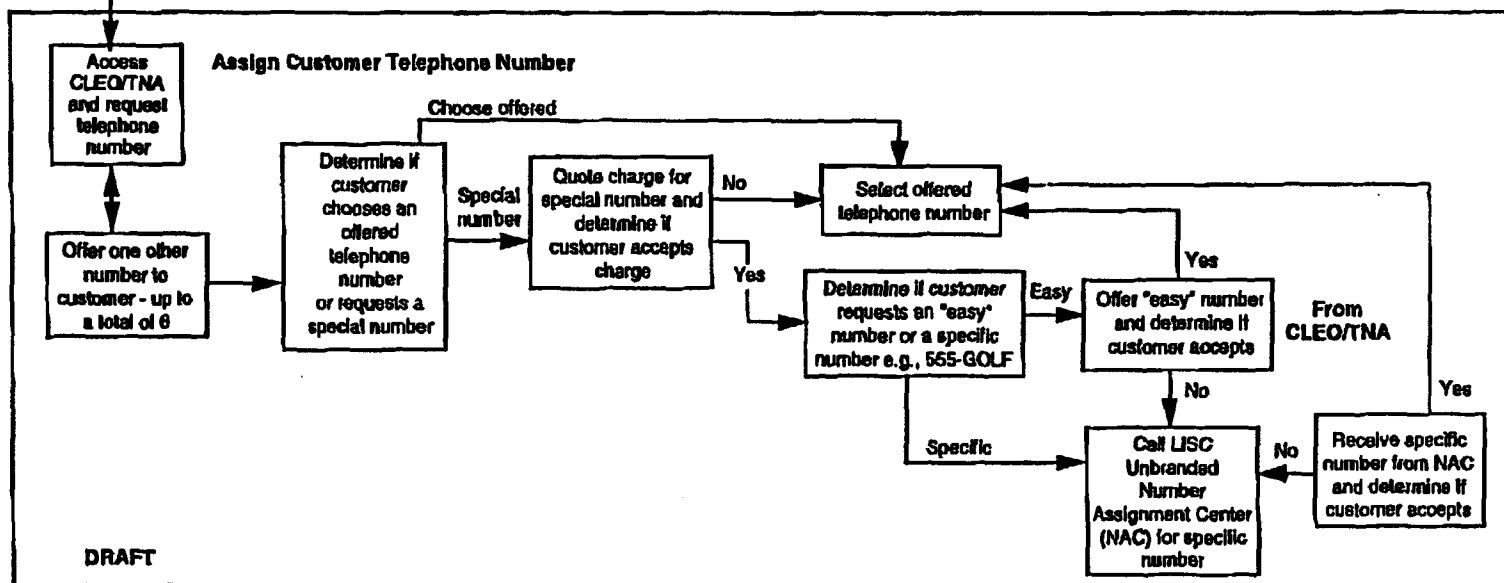 Access
CLEO/TNA
and request
telephone
number
Assign Customer Telephone Number
Choose offered
Offer one other
number to
customer - up to
a total of 6
Determine if
customer
chooses an
offered
telephone
number
or requests a
special number
Special
number
Quote charge for
special number and
determine if
customer accepts
charge
No
Yes
Select offered
telephone number
Determine if customer
requests an "easy"
number or a specific
number e.g., 555-GOLF
Easy
Specific
Offer "easy" number
and determine if
customer accepts
Yes
No
From
CLEO/TNA
Call LISC
Unbranded
Number
Assignment Center
(NAC) for specific
number
No
Receive specific
number from NAC
and determine if
customer accepts
Yes
DRAFT